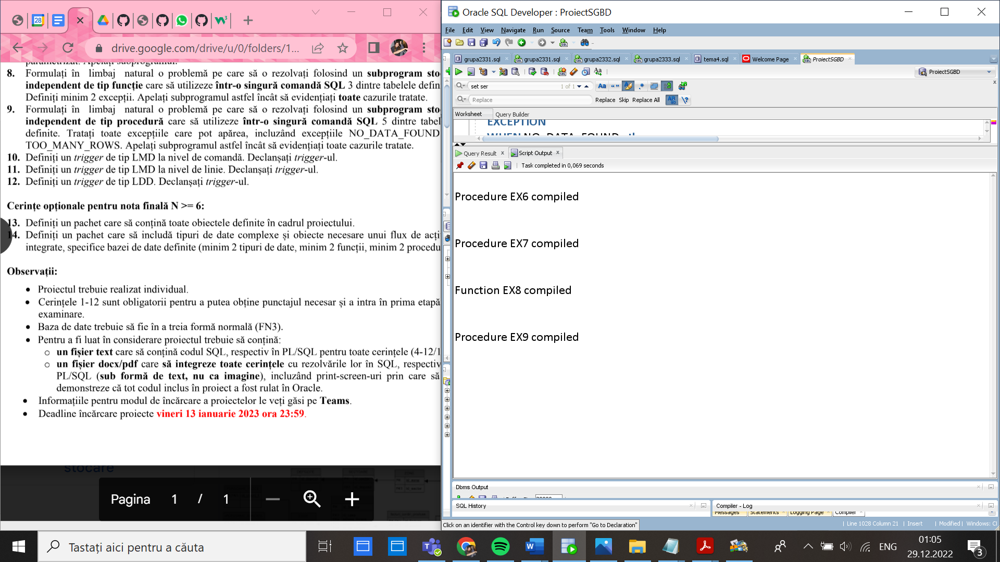 drive.google.com/drive/u/0/folders/1...
parametrizat. Apelați subprogramul.
8. Formulați în limbaj natural o problemă pe care să o rezolvați folosind un subprogram sto
independent de tip funcție care să utilizeze într-o singură comandă SQL 3 dintre tabelele defin
Definiți minim 2 excepții. Apelați subprogramul astfel încât să evidențiați toate cazurile tratate.
9. Formulați în limbaj natural o problemă pe care să o rezolvați folosind un subprogram sto
independent de tip procedură care să utilizeze într-o singură comandă SQL 5 dintre tabel
definite. Tratați toate excepțiile care pot apărea, incluzând excepțiile NO_DATA_FOUND
TOO_MANY_ROWS. Apelați subprogramul astfel încât să evidențiați toate cazurile tratate.
10. Definiți un trigger de tip LMD la nivel de comandă. Declanșați trigger-ul.
11. Definiți un trigger de tip LMD la nivel de linie. Declanșați trigger-ul.
12. Definiți un trigger de tip LDD. Declanșați trigger-ul.
Cerințe opționale pentru nota finală N >= 6:
13. Definiți un pachet care să conțină toate obiectele definite în cadrul proiectului.
14. Definiți un pachet care să includă tipuri de date complexe și obiecte necesare unui flux de acți
integrate, specifice bazei de date definite (minim 2 tipuri de date, minim 2 funcții, minim 2 procedu
Observații:
• Proiectul trebuie realizat individual.
• Cerințele 1-12 sunt obligatorii pentru a putea obține punctajul necesar și a intra în prima etapă
examinare.
• Baza de date trebuie să fie în a treia formă normală (FN3).
• Pentru a fi luat în considerare proiectul trebuie să conțină:
o un fișier text care să conțină codul SQL, respectiv în PL/SQL pentru toate cerințele (4-12/1
o un fișier docx/pdf care să integreze toate cerințele cu rezolvările lor în SQL, respectiv
PL/SQL (sub formă de text, nu ca imagine), incluzând print-screen-uri prin care să
demonstreze că tot codul inclus în proiect a fost rulat în Oracle.
• Informațiile pentru modul de încărcare a proiectelor le veți găsi pe Teams.
• Deadline încărcare proiecte vineri 13 ianuarie 2023 ora 23:59.
stocare
Pagina 1 / 1
Oracle SQL Developer : ProiectSGBD
File Edit View Navigate Run Source Team Tools Window Help
grupa2331.sql grupa2331.sql grupa2332.sql grupa2333.sql tema4.sql Welcome Page ProiectSGBD
ProiectSGBD
set ser 1 of 1
Replace Replace Skip Replace All
Worksheet Query Builder
EXCEPTION
WHEN NO_DATA_FOUND
Query Result x Script Output x
Task completed in 0,069 seconds
Procedure EX6 compiled
Procedure EX7 compiled
Function EX8 compiled
Procedure EX9 compiled
Dbms Output
SQL History
Compiler - Log
Messages Statements Logging Page Compiler
Click on an identifier with the Control key down to perform "Go to Declaration"
Line 1028 Column 21 | Insert | Modified | Windows: Cl
Tastați aici pentru a căuta
ENG
01:05
29.12.2022
3